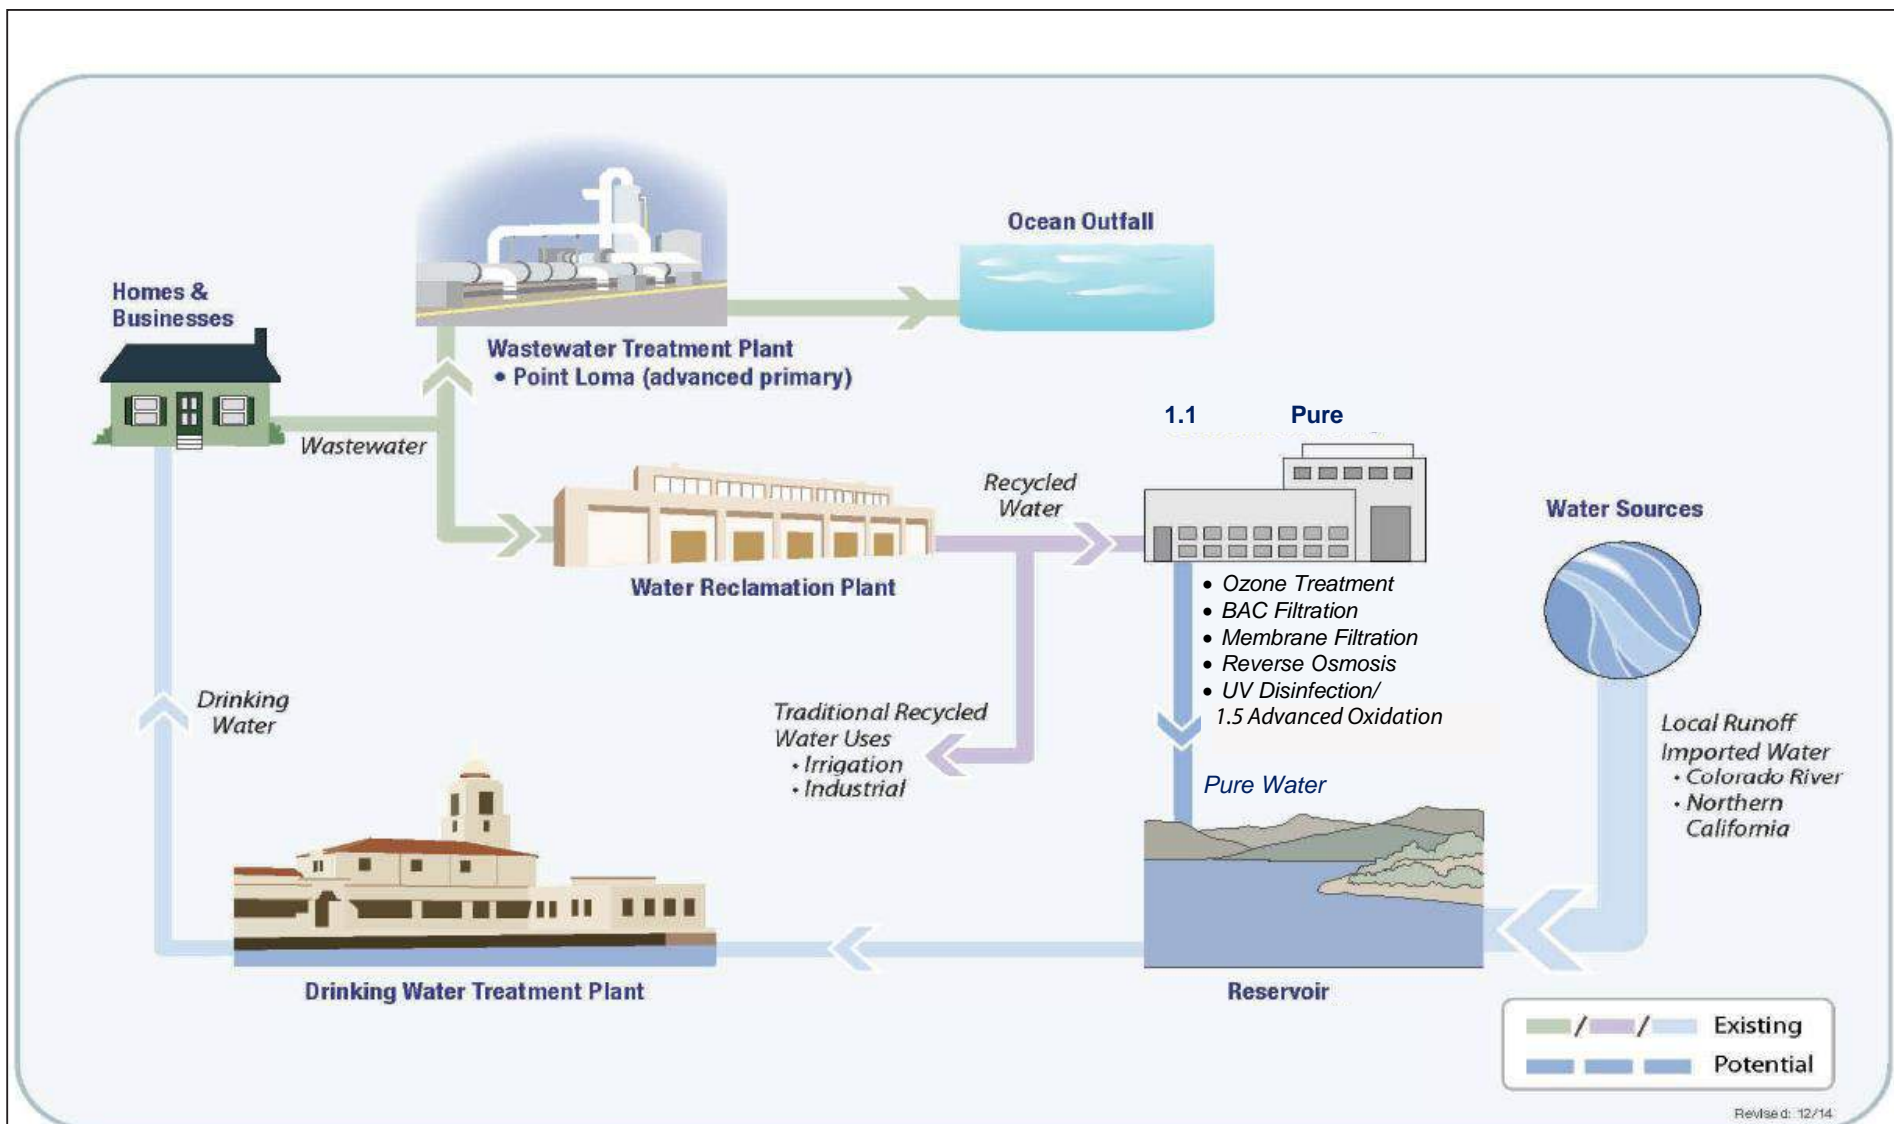 Ocean Outfall
Homes &
Businesses
Wastewater Treatment Plant
• Point Loma (advanced primary)
Wastewater
1.1 Pure
Recycled
Water
Water Sources
Water Reclamation Plant
• Ozone Treatment
• BAC Filtration
• Membrane Filtration
• Reverse Osmosis
• UV Disinfection/
1.5 Advanced Oxidation
Drinking
Water
Traditional Recycled
Water Uses
• Irrigation
• Industrial
Local Runoff
Imported Water
• Colorado River
• Northern
California
Pure Water
Drinking Water Treatment Plant
Reservoir
/ / Existing
Potential
Revised: 12/14